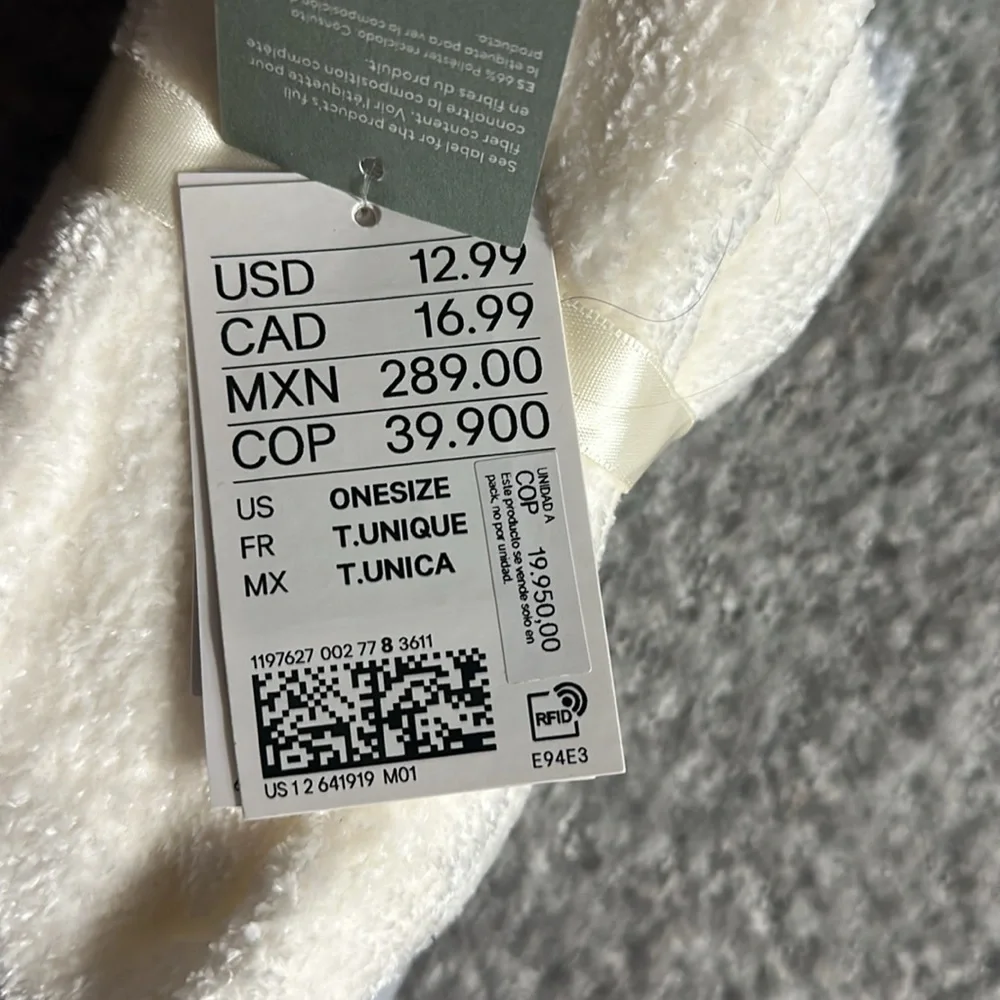 See label for the product's full
fiber content. Voir l'étiquette pour
connaître la composition complète
en fibres du produit.
ES 66% Poliéster reciclado. Consulta
la etiqueta para ver la composición
producto.
USD 12.99
CAD 16.99
MXN 289.00
COP 39.900
US ONESIZE
FR T.UNIQUE
MX T.UNICA
UNIDAD A
COP 19.950,00
Este producto se vende solo en
pack, no por unidad.
1197627 002 77 8 3611
RFID
E94E3
US 1 2 641919 M01